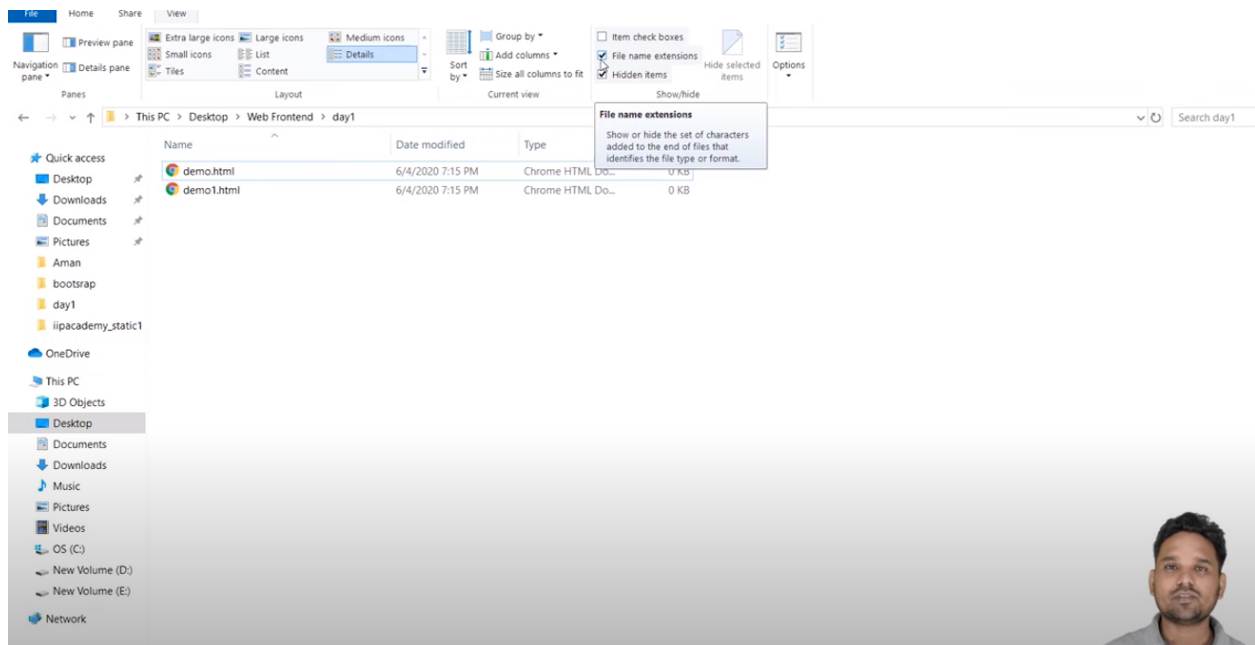 File Home Share View
Preview pane
Navigation pane
Details pane
Panes
Extra large icons Large icons Medium icons
Small icons List Details
Tiles Content
Layout
Sort by
Group by
Add columns
Size all columns to fit
Current view
Item check boxes
File name extensions
Hidden items
Hide selected items
Show/hide
Options
This PC > Desktop > Web Frontend > day1
Search day1
File name extensions
Show or hide the set of characters
added to the end of files that
identifies the file type or format.
Name Date modified Type
demo.html 6/4/2020 7:15 PM Chrome HTML Do... 0 KB
demo1.html 6/4/2020 7:15 PM Chrome HTML Do... 0 KB
Quick access
Desktop
Downloads
Documents
Pictures
Aman
bootsrap
day1
iipacademy_static1
OneDrive
This PC
3D Objects
Desktop
Documents
Downloads
Music
Pictures
Videos
OS (C:)
New Volume (D:)
New Volume (E:)
Network